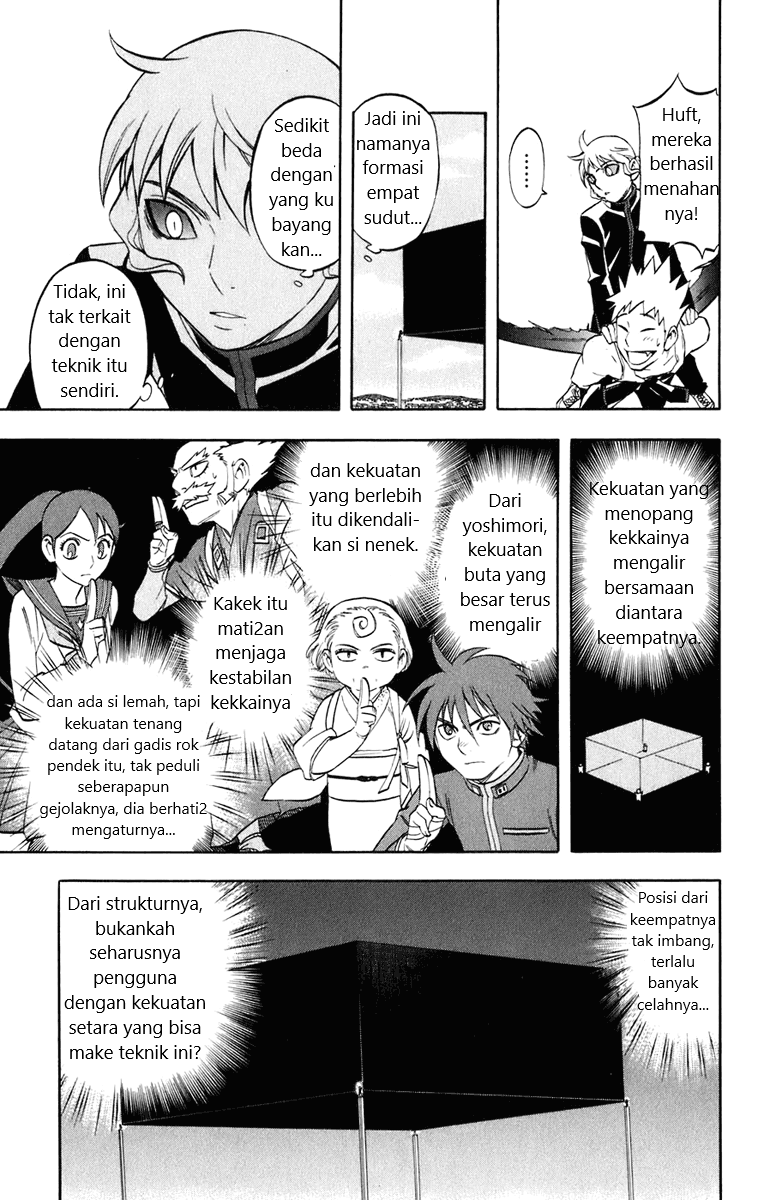 Huft,
mereka
berhasil
menahan
nya!
......
Jadi ini
namanya
formasi
empat
sudut...
Sedikit
beda
dengan
yang ku
bayang
kan...
Tidak, ini
tak terkait
dengan
teknik itu
sendiri.
Kekuatan yang
menopang
kekkainya
mengalir
bersamaan
diantara
keempatnya.
Dari
yoshimori,
kekuatan
buta yang
besar terus
mengalir
dan kekuatan
yang berlebih
itu dikendali-
kan si nenek.
Kakek itu
mati2an
menjaga
kestabilan
kekkainya
dan ada si lemah, tapi
kekuatan tenang
datang dari gadis rok
pendek itu, tak peduli
seberapapun
gejolaknya, dia berhati2
mengaturnya...
Posisi dari
keempatnya
tak imbang,
terlalu
banyak
celahnya...
Dari strukturnya,
bukankah
seharusnya
pengguna
dengan kekuatan
setara yang bisa
make teknik ini?